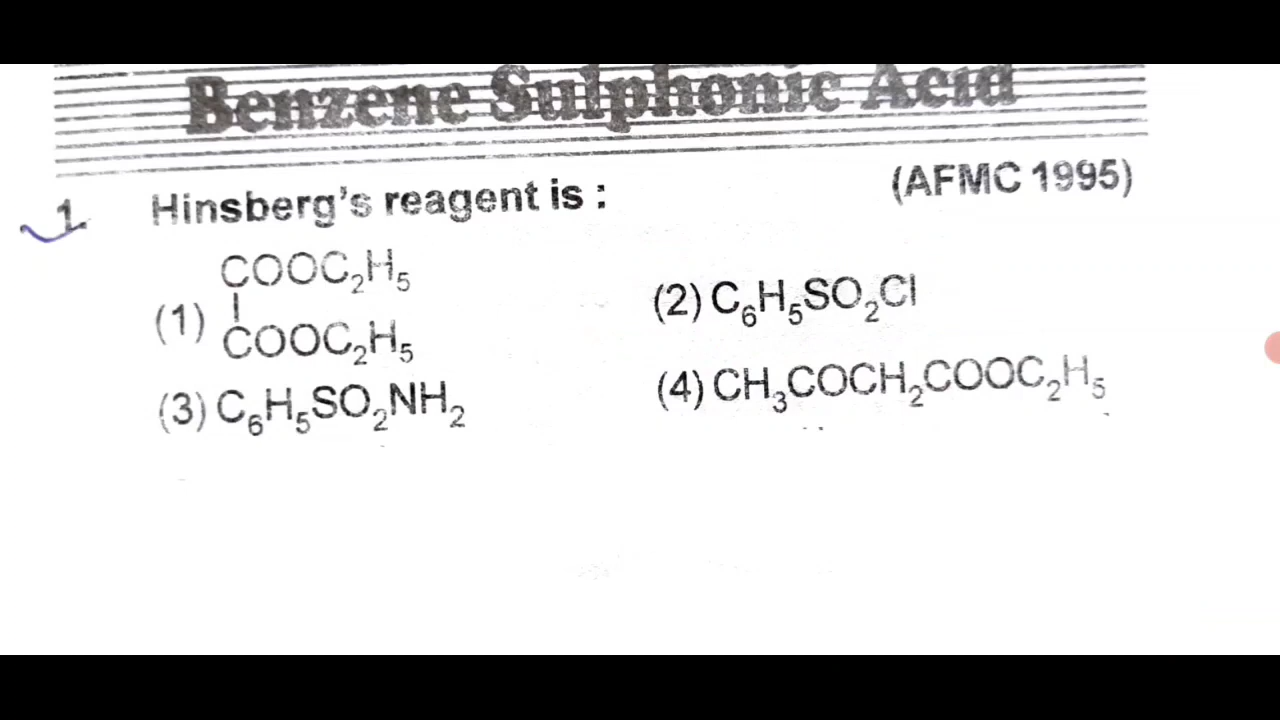 Benzene Sulphonic Acid
1. Hinsberg's reagent is : (AFMC 1995)
(1) COOC₂H₅
|
COOC₂H₅
(2) C₆H₅SO₂Cl
(3) C₆H₅SO₂NH₂
(4) CH₃COCH₂COOC₂H₅